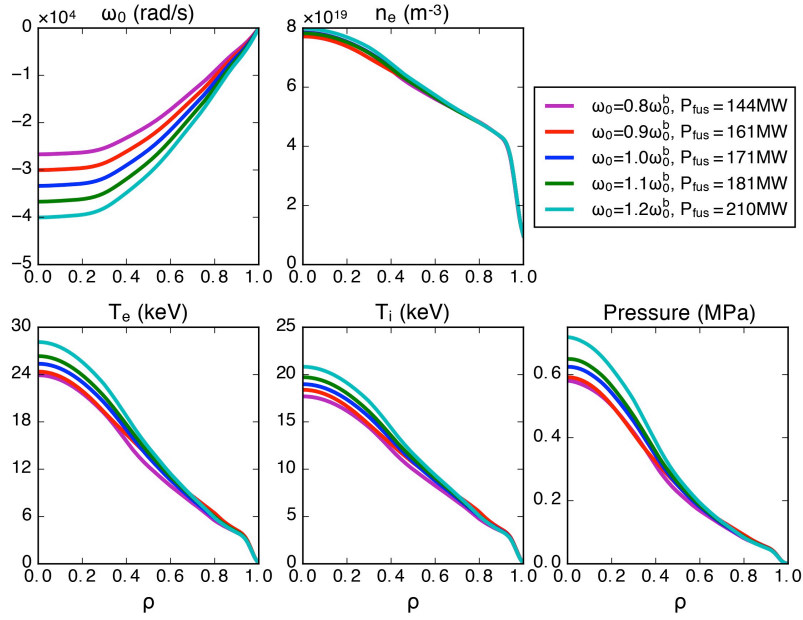 ×10⁴ ω₀ (rad/s)
0
−1
−2
−3
−4
−5
0.0 0.2 0.4 0.6 0.8 1.0
8 ×10¹⁹ nₑ (m⁻³)
6
4
2
0
0.0 0.2 0.4 0.6 0.8 1.0
ω₀=0.8ω₀ᵇ, P_fus = 144MW
ω₀=0.9ω₀ᵇ, P_fus = 161MW
ω₀=1.0ω₀ᵇ, P_fus = 171MW
ω₀=1.1ω₀ᵇ, P_fus = 181MW
ω₀=1.2ω₀ᵇ, P_fus = 210MW
Tₑ (keV)
30
24
18
12
6
0
0.0 0.2 0.4 0.6 0.8 1.0
ρ
Tᵢ (keV)
25
20
15
10
5
0
0.0 0.2 0.4 0.6 0.8 1.0
ρ
Pressure (MPa)
0.6
0.4
0.2
0.0
0.0 0.2 0.4 0.6 0.8 1.0
ρ